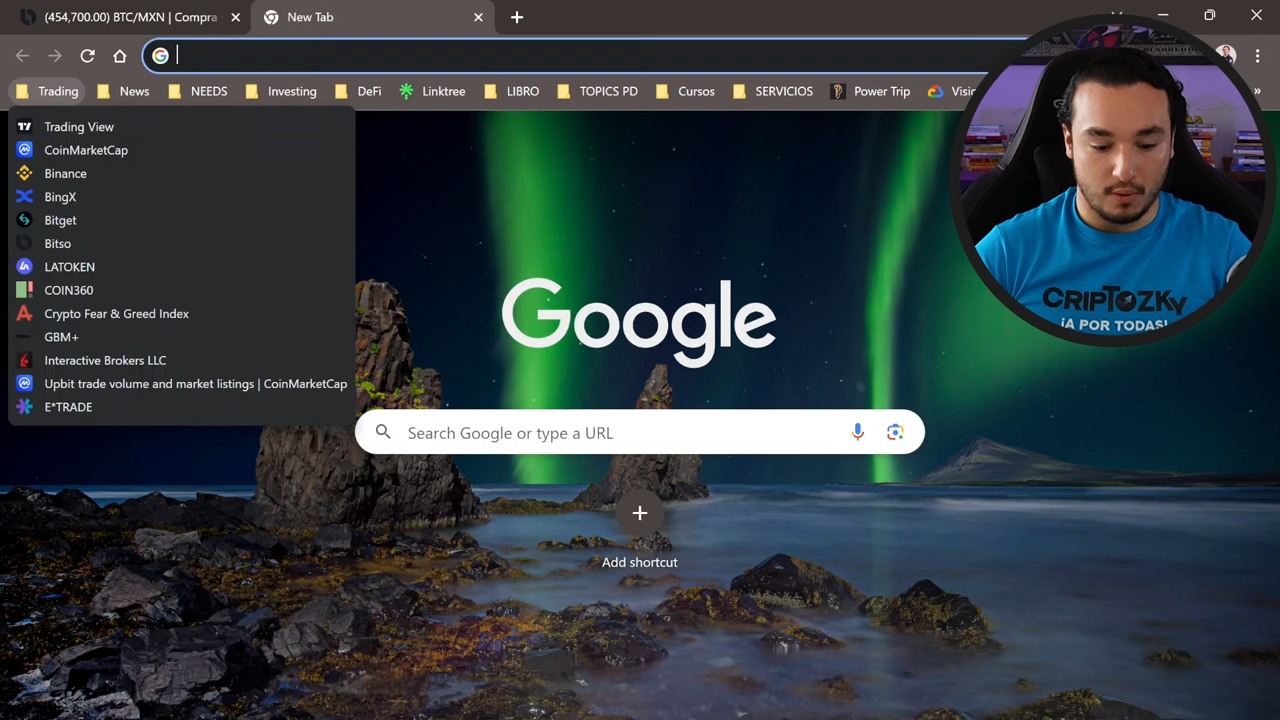 (454,700.00) BTC/MXN | Compra
New Tab
Trading
News
NEEDS
Investing
DeFi
Linktree
LIBRO
TOPICS PD
Cursos
SERVICIOS
Power Trip
Trading View
CoinMarketCap
Binance
BingX
Bitget
Bitso
LATOKEN
COIN360
Crypto Fear & Greed Index
GBM+
Interactive Brokers LLC
Upbit trade volume and market listings | CoinMarketCap
E*TRADE
Google
Search Google or type a URL
Add shortcut
CRIPTOZKY
¡A POR TODAS!